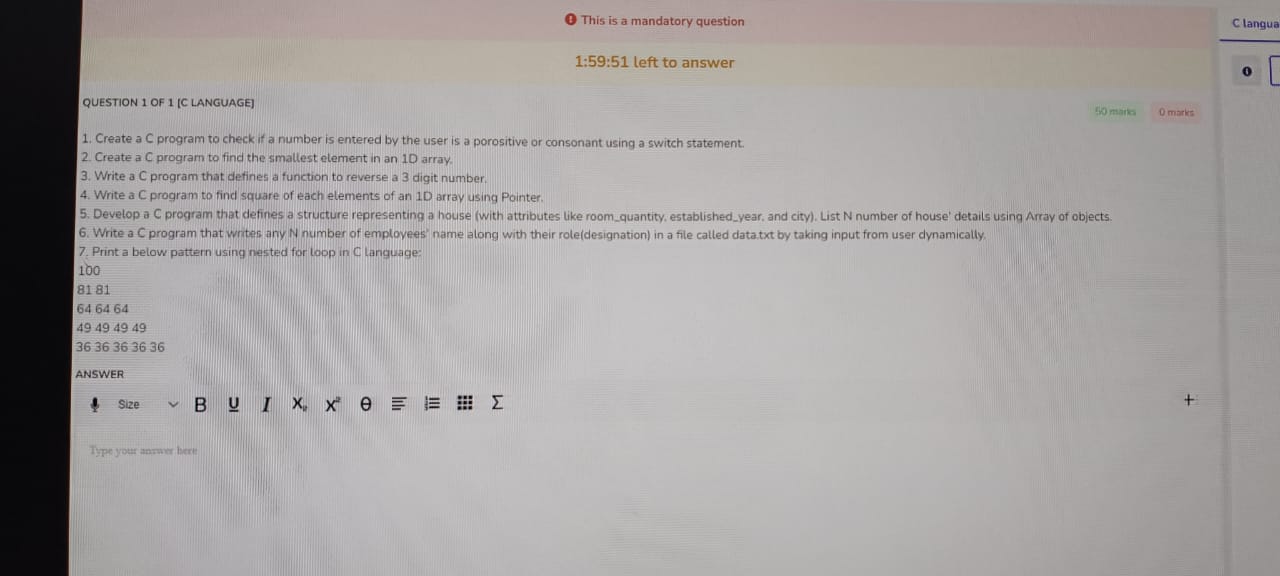 This is a mandatory question
C langua
1:59:51 left to answer
QUESTION 1 OF 1 [C LANGUAGE]
50 marks
0 marks
1. Create a C program to check if a number is entered by the user is a porositive or consonant using a switch statement.
2. Create a C program to find the smallest element in an 1D array.
3. Write a C program that defines a function to reverse a 3 digit number.
4. Write a C program to find square of each elements of an 1D array using Pointer.
5. Develop a C program that defines a structure representing a house (with attributes like room_quantity, established_year, and city). List N number of house' details using Array of objects.
6. Write a C program that writes any N number of employees' name along with their role(designation) in a file called data.txt by taking input from user dynamically.
7. Print a below pattern using nested for loop in C language:
100
81 81
64 64 64
49 49 49 49
36 36 36 36 36
ANSWER
Size B U I X₂ X² Θ Σ +
Type your answer here